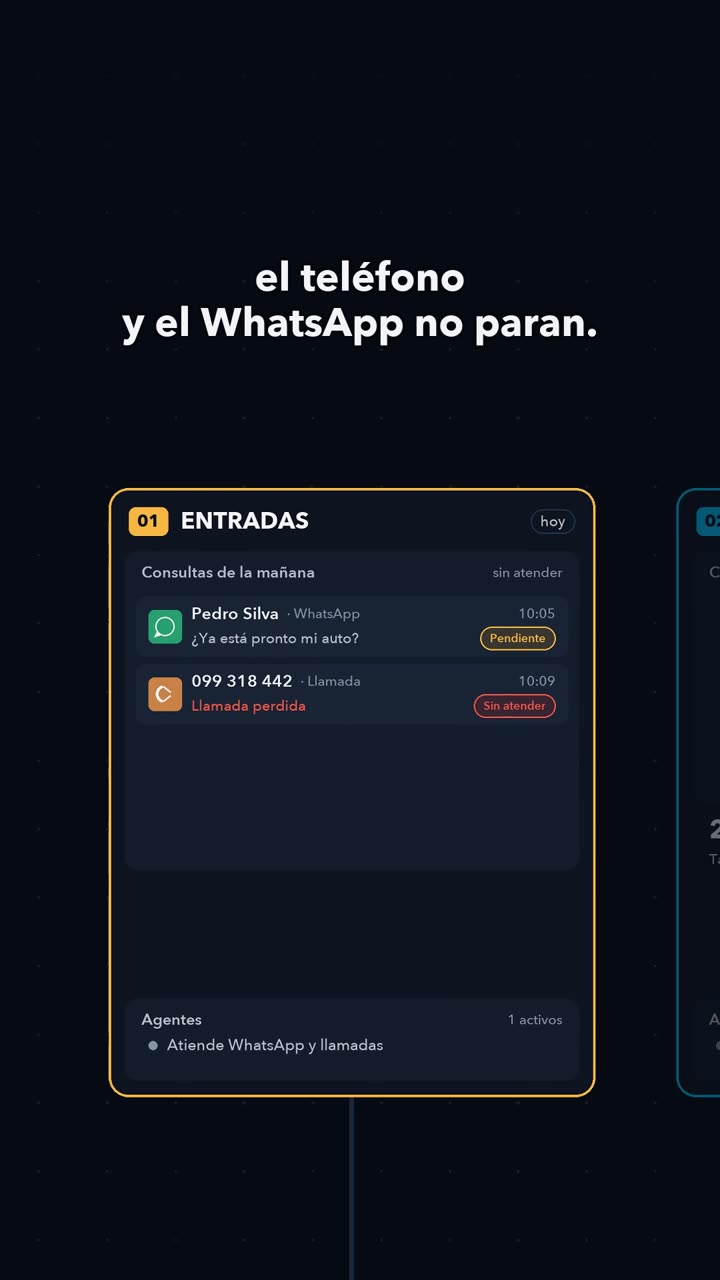 el teléfono
y el WhatsApp no paran.
01 ENTRADAS hoy
Consultas de la mañana sin atender
Pedro Silva · WhatsApp 10:05
¿Ya está pronto mi auto? Pendiente
099 318 442 · Llamada 10:09
Llamada perdida Sin atender
Agentes 1 activos
Atiende WhatsApp y llamadas